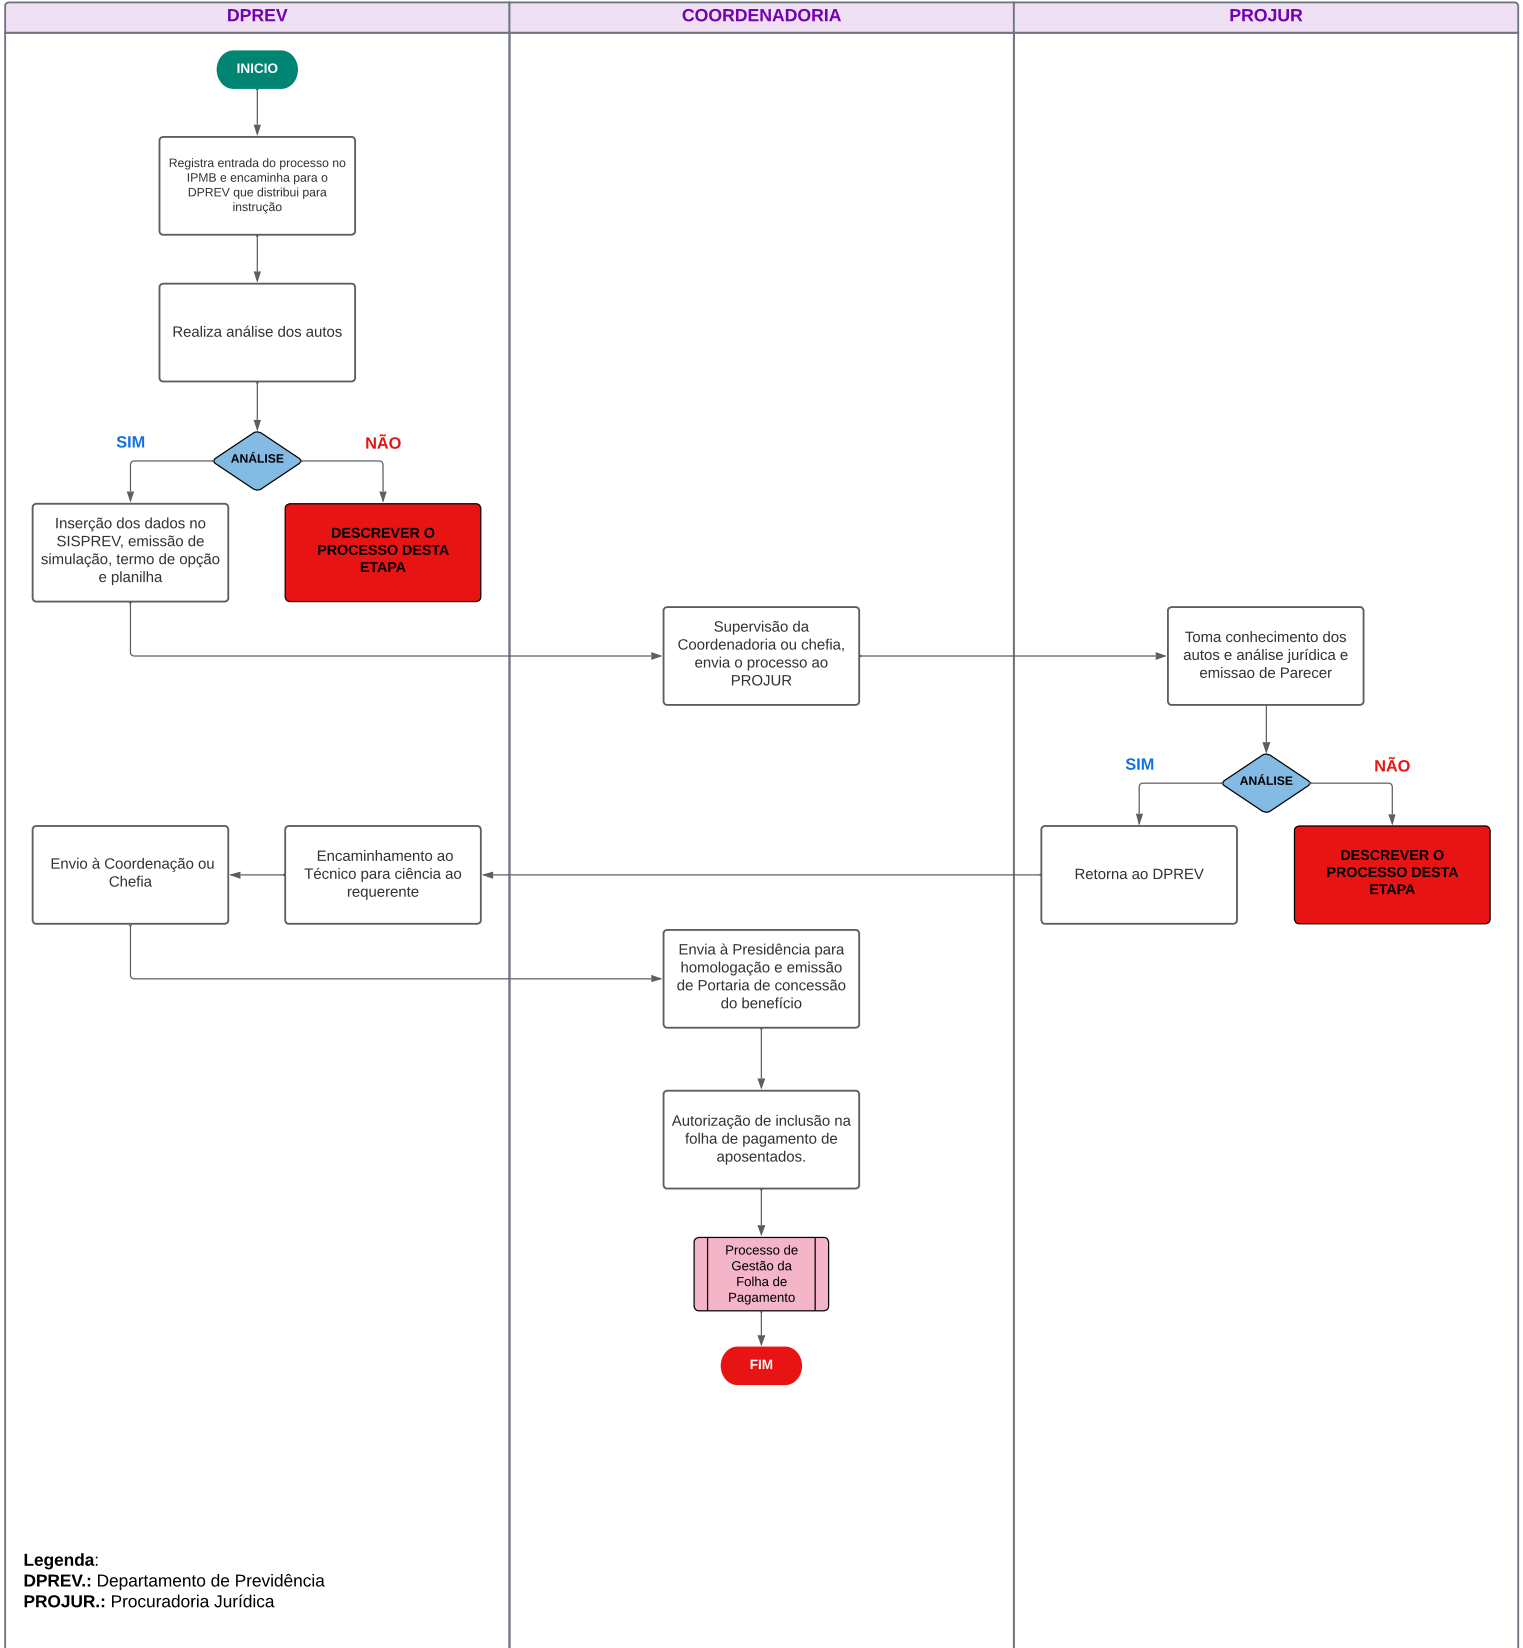 DPREV
COORDENADORIA
PROJUR
INICIO
Registra entrada do processo no
IPMB e encaminha para o
DPREV que distribui para
instrução
Realiza análise dos autos
SIM
ANÁLISE
NÃO
Inserção dos dados no
SISPREV, emissão de
simulação, termo de opção
e planilha
DESCREVER O
PROCESSO DESTA
ETAPA
Supervisão da
Coordenadoria ou chefia,
envia o processo ao
PROJUR
Toma conhecimento dos
autos e análise jurídica e
emissao de Parecer
SIM
ANÁLISE
NÃO
Retorna ao DPREV
DESCREVER O
PROCESSO DESTA
ETAPA
Encaminhamento ao
Técnico para ciência ao
requerente
Envio à Coordenação ou
Chefia
Envia à Presidência para
homologação e emissão
de Portaria de concessão
do benefício
Autorização de inclusão na
folha de pagamento de
aposentados.
Processo de
Gestão da
Folha de
Pagamento
FIM
Legenda:
DPREV.: Departamento de Previdência
PROJUR.: Procuradoria Jurídica